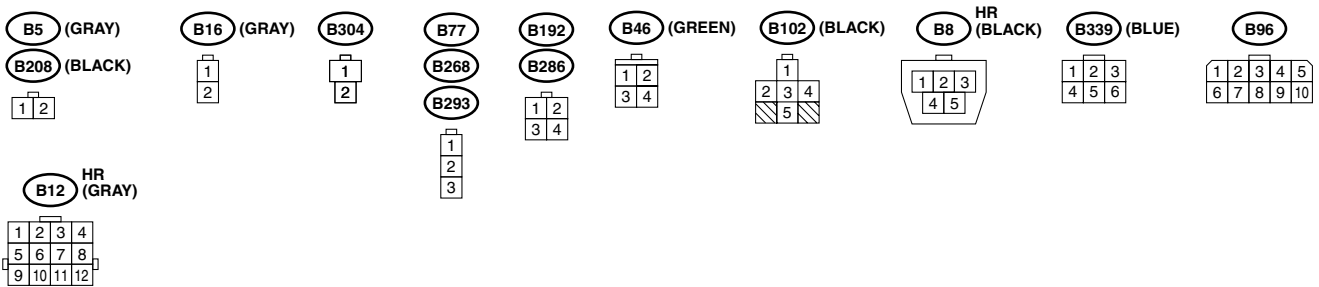 B5 (GRAY)
B208 (BLACK)
1 2
B16 (GRAY)
1
2
B304
1
2
B77
B268
B293
1
2
3
B192
B286
1 2
3 4
B46 (GREEN)
1 2
3 4
B102 (BLACK)
1
2 3 4
5
B8 HR (BLACK)
1 2 3
4 5
B339 (BLUE)
1 2 3
4 5 6
B96
1 2 3 4 5
6 7 8 9 10
B12 HR (GRAY)
1 2 3 4
5 6 7 8
9 10 11 12